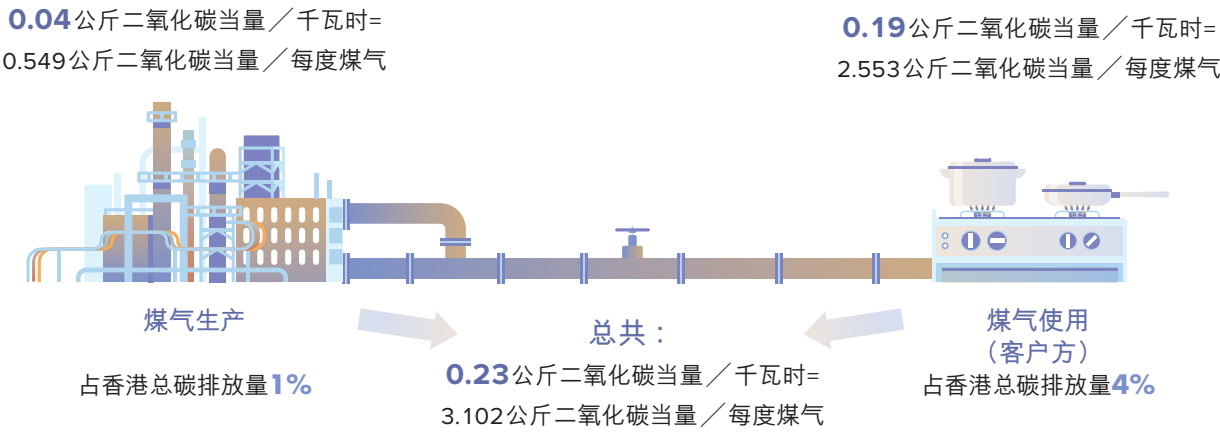 0.04公斤二氧化碳当量／千瓦时=
0.549公斤二氧化碳当量／每度煤气
0.19公斤二氧化碳当量／千瓦时=
2.553公斤二氧化碳当量／每度煤气
煤气生产
占香港总碳排放量1%
总共：
0.23公斤二氧化碳当量／千瓦时=
3.102公斤二氧化碳当量／每度煤气
煤气使用
（客户方）
占香港总碳排放量4%